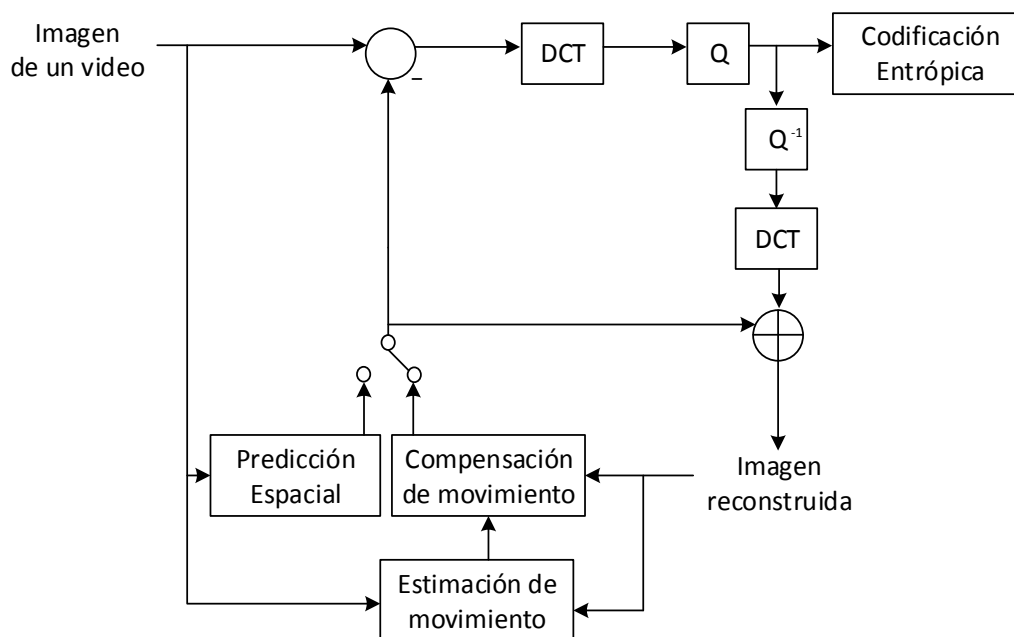 Imagen
de un video
DCT
Q
Codificación
Entrópica
-
Q-1
DCT
Predicción
Espacial
Compensación
de movimiento
Imagen
reconstruida
Estimación de
movimiento